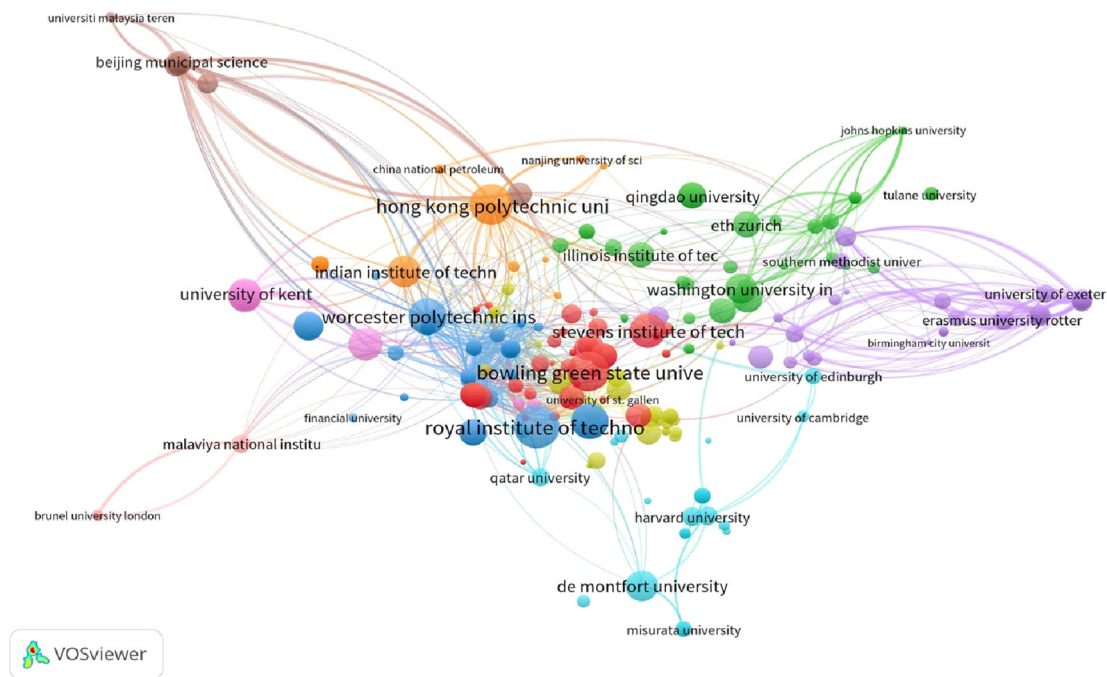 universiti malaysia teren
beijing municipal science
johns hopkins university
nanjing university of sci
china national petroleum
tulane university
qingdao university
hong kong polytechnic uni
eth zurich
illinois institute of tec
southern methodist univer
indian institute of techn
washington university in
university of kent
university of exeter
worcester polytechnic ins
erasmus university rotter
stevens institute of tech
birmingham city universit
bowling green state unive
university of edinburgh
university of st. gallen
financial university
university of cambridge
royal institute of techno
malaviya national institu
qatar university
brunel university london
harvard university
de montfort university
misurata university
VOSviewer